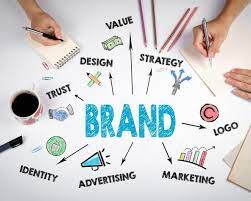 VALUE
DESIGN
STRATEGY
TRUST
BRAND
LOGO
IDENTITY
ADVERTISING
MARKETING